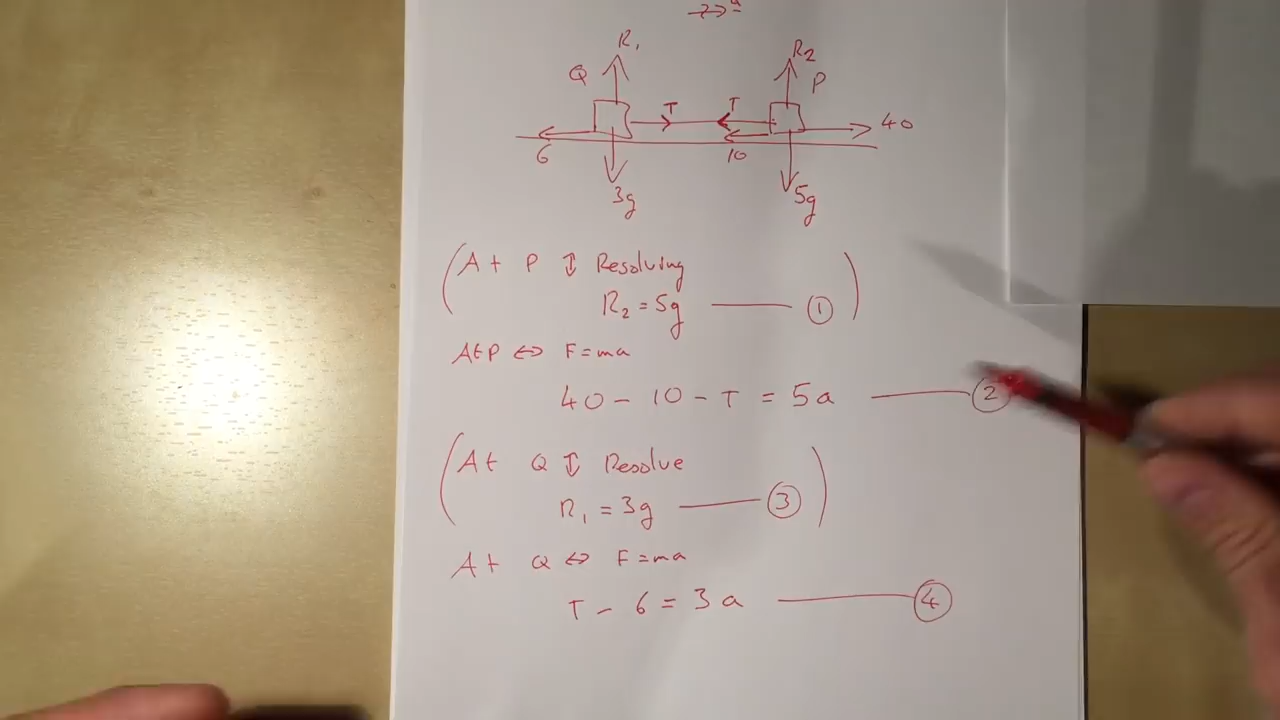 a
R₁
R₂
Q
P
T
T
40
6
10
3g
5g
(At P ↕ Resolving
R₂ = 5g ——— ①)
At P ↔ F=ma
40 - 10 - T = 5a ——— ②
(At Q ↕ Resolve
R₁ = 3g ——— ③)
At Q ↔ F=ma
T - 6 = 3a ——— ④